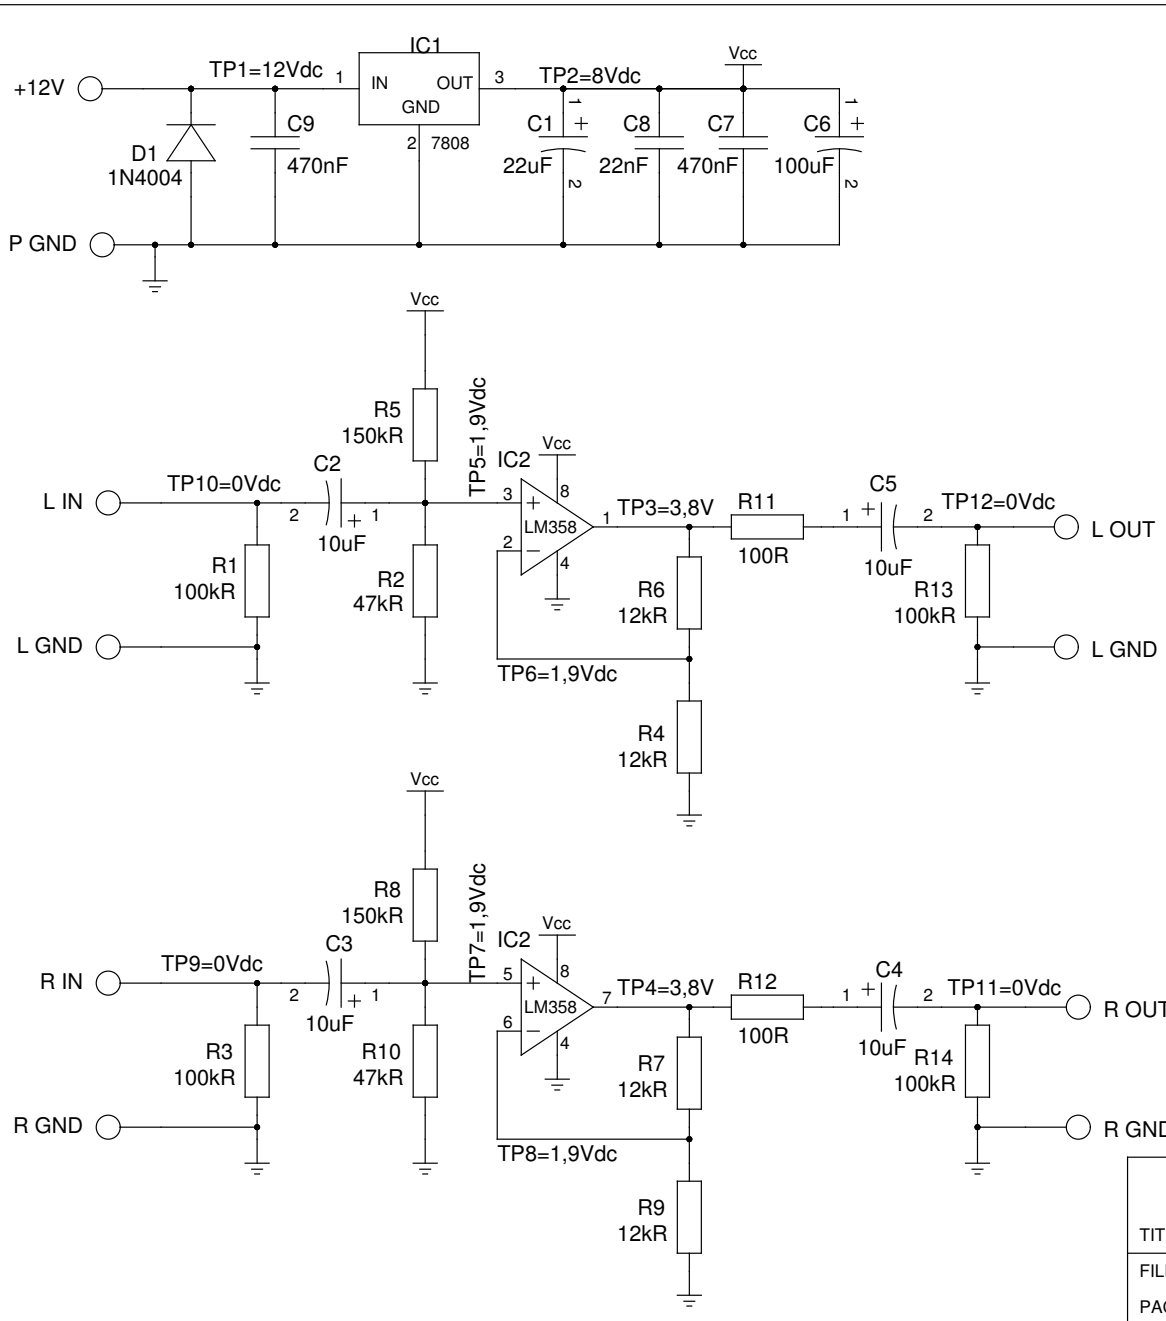 IC1
Vcc
TP1=12Vdc
1
3
TP2=8Vdc
+12V
IN
OUT
GND
2
7808
D1
1N4004
C9
470nF
1
+
C1
22uF
2
C8
22nF
C7
470nF
1
+
C6
100uF
2
P GND
Vcc
R5
150kR
TP5=1,9Vdc
Vcc
IC2
8
C2
TP10=0Vdc
L IN
2
+
1
10uF
3
+
LM358
2
−
4
1
TP3=3,8V
R11
100R
C5
+
1
2
10uF
TP12=0Vdc
L OUT
R1
100kR
R2
47kR
R6
12kR
R13
100kR
L GND
TP6=1,9Vdc
L GND
R4
12kR
Vcc
R8
150kR
TP7=1,9Vdc
Vcc
IC2
8
C3
TP9=0Vdc
R IN
2
+
1
10uF
5
+
LM358
6
−
4
7
TP4=3,8V
R12
100R
C4
+
1
2
10uF
TP11=0Vdc
R OUT
R3
100kR
R10
47kR
R7
12kR
R14
100kR
R GND
TP8=1,9Vdc
R GND
R9
12kR
TIT
FIL
PAG